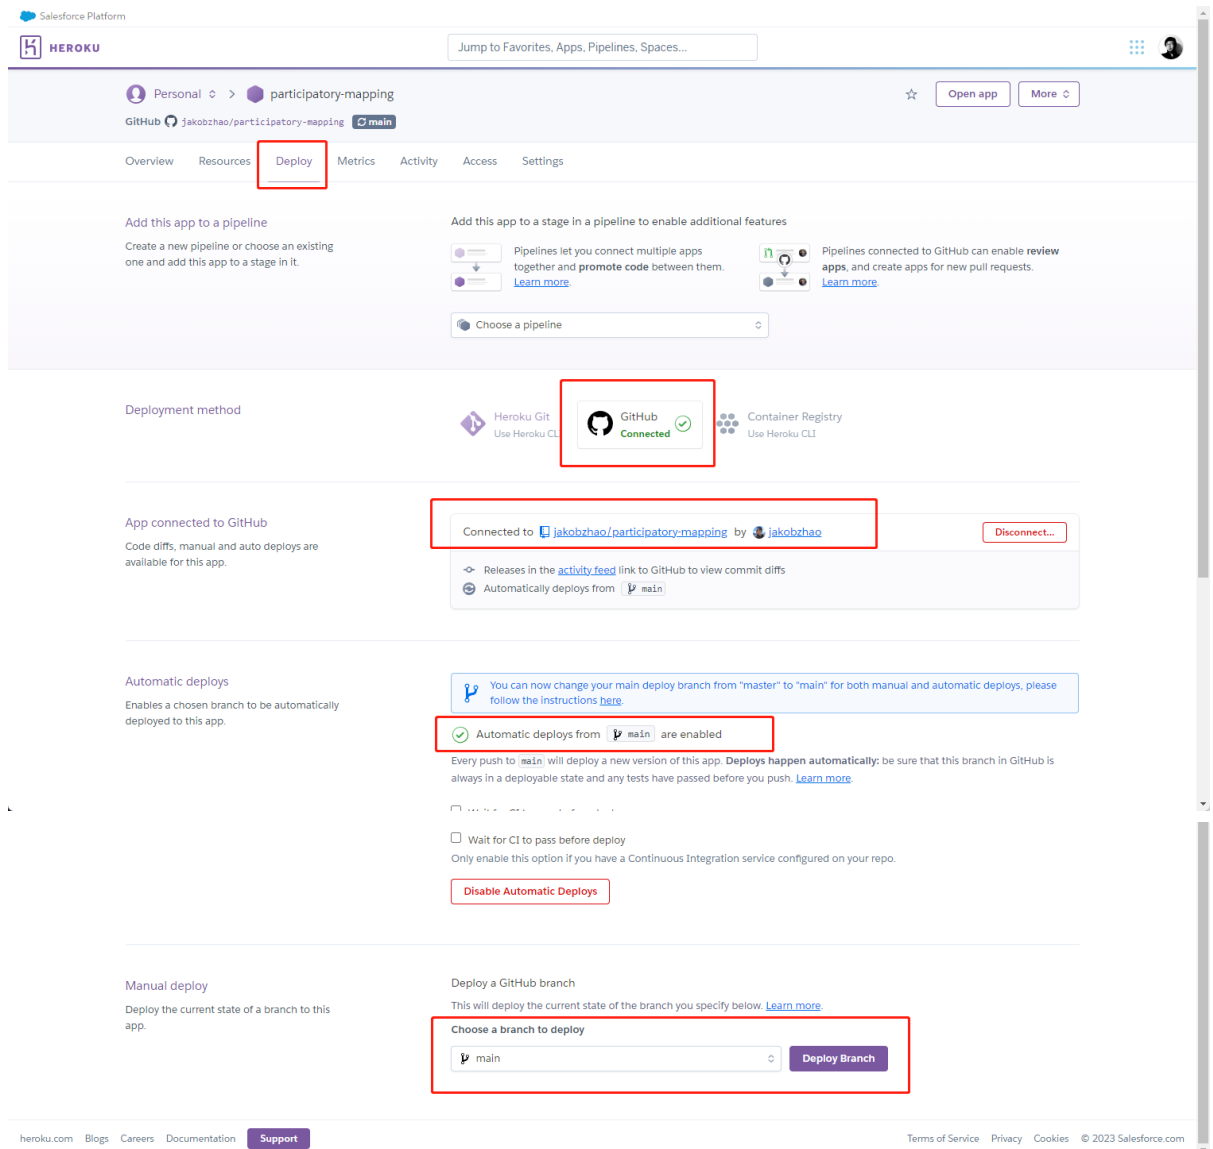 Salesforce Platform
HEROKU
Jump to Favorites, Apps, Pipelines, Spaces...
Personal > participatory-mapping
Open app
More
GitHub jakobzhao/participatory-mapping main
Overview Resources Deploy Metrics Activity Access Settings
Add this app to a pipeline
Create a new pipeline or choose an existing
one and add this app to a stage in it.
Add this app to a stage in a pipeline to enable additional features
Pipelines let you connect multiple apps
together and promote code between them.
Learn more.
Pipelines connected to GitHub can enable review
apps, and create apps for new pull requests.
Learn more.
Choose a pipeline
Deployment method
Heroku Git
Use Heroku CL
GitHub
Connected
Container Registry
Use Heroku CLI
App connected to GitHub
Code diffs, manual and auto deploys are
available for this app.
Connected to jakobzhao/participatory-mapping by jakobzhao
Disconnect...
Releases in the activity feed link to GitHub to view commit diffs
Automatically deploys from main
Automatic deploys
Enables a chosen branch to be automatically
deployed to this app.
You can now change your main deploy branch from "master" to "main" for both manual and automatic deploys, please
follow the instructions here.
Automatic deploys from main are enabled
Every push to main will deploy a new version of this app. Deploys happen automatically: be sure that this branch in GitHub is
always in a deployable state and any tests have passed before you push. Learn more.
Wait for CI to pass before deploy
Only enable this option if you have a Continuous Integration service configured on your repo.
Disable Automatic Deploys
Manual deploy
Deploy the current state of a branch to this
app.
Deploy a GitHub branch
This will deploy the current state of the branch you specify below. Learn more.
Choose a branch to deploy
main
Deploy Branch
heroku.com Blogs Careers Documentation Support
Terms of Service Privacy Cookies © 2023 Salesforce.com